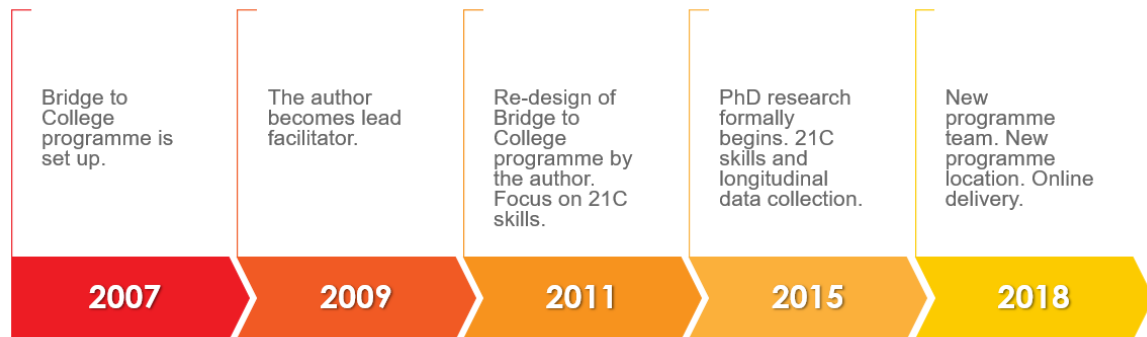 Bridge to
College
programme is
set up.
The author
becomes lead
facilitator.
Re-design of
Bridge to
College
programme by
the author.
Focus on 21C
skills.
PhD research
formally
begins. 21C
skills and
longitudinal
data collection.
New
programme
team. New
programme
location. Online
delivery.
2007
2009
2011
2015
2018